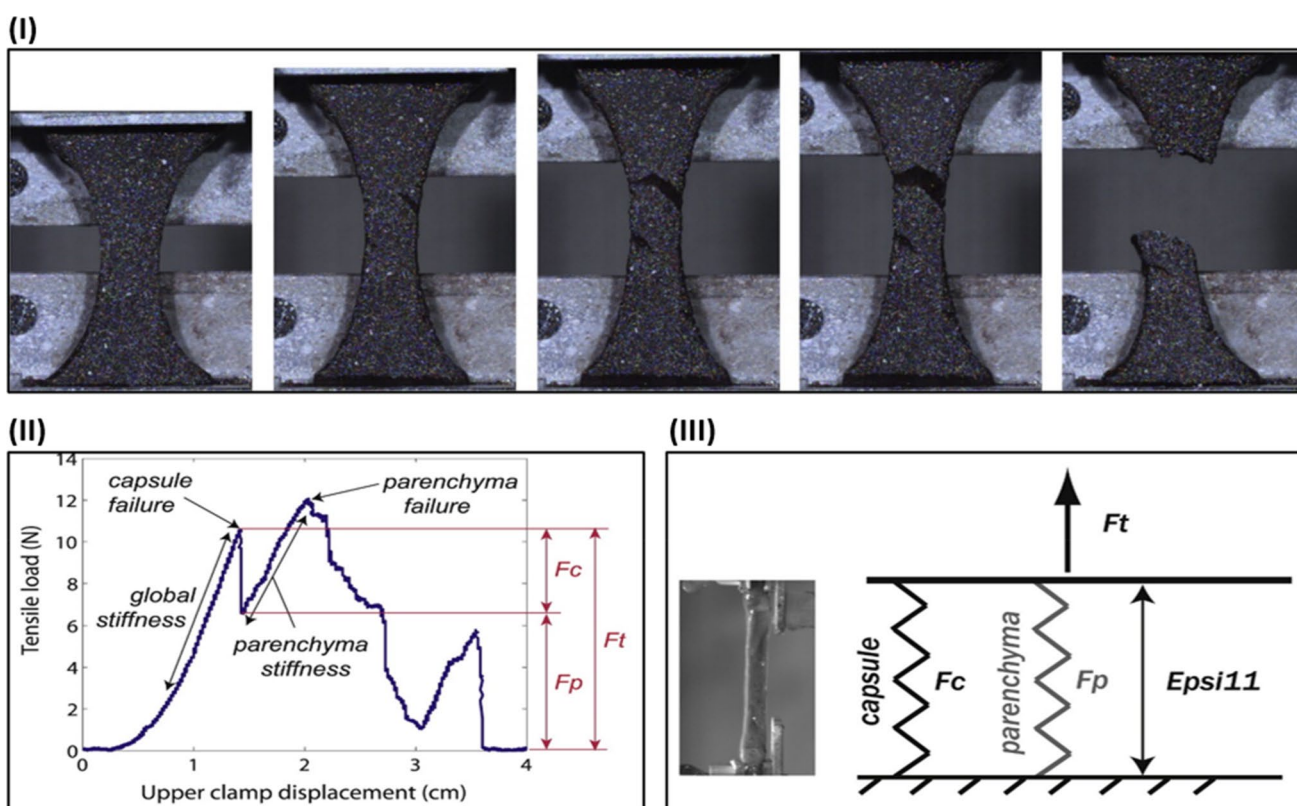 (I)
(II)
14
12
10
8
6
4
2
0
Tensile load (N)
capsule
failure
parenchyma
failure
global
stiffness
parenchyma
stiffness
Fc
Fp
Ft
0
1
2
3
4
Upper clamp displacement (cm)
(III)
Ft
capsule
Fc
parenchyma
Fp
Epsi11